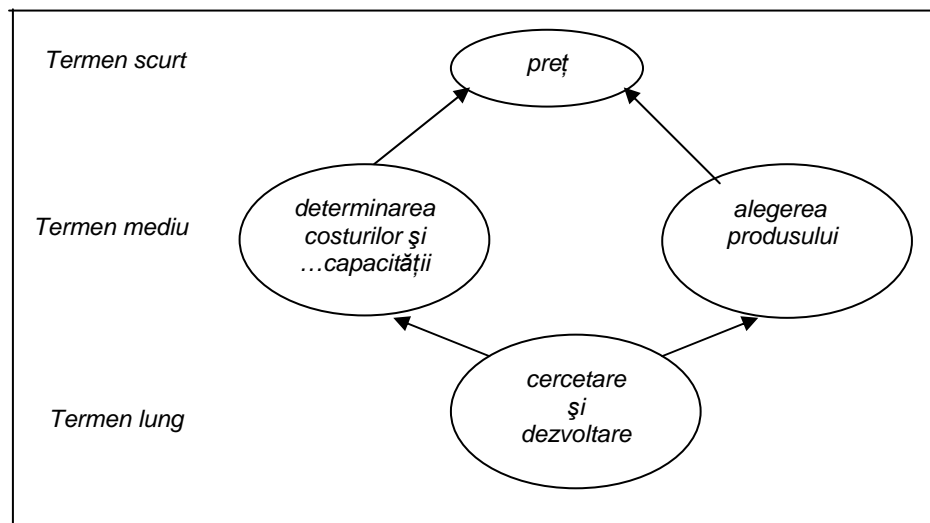 Termen scurt
preț
Termen mediu
determinarea
costurilor şi
…capacității
alegerea
produsului
Termen lung
cercetare
şi
dezvoltare